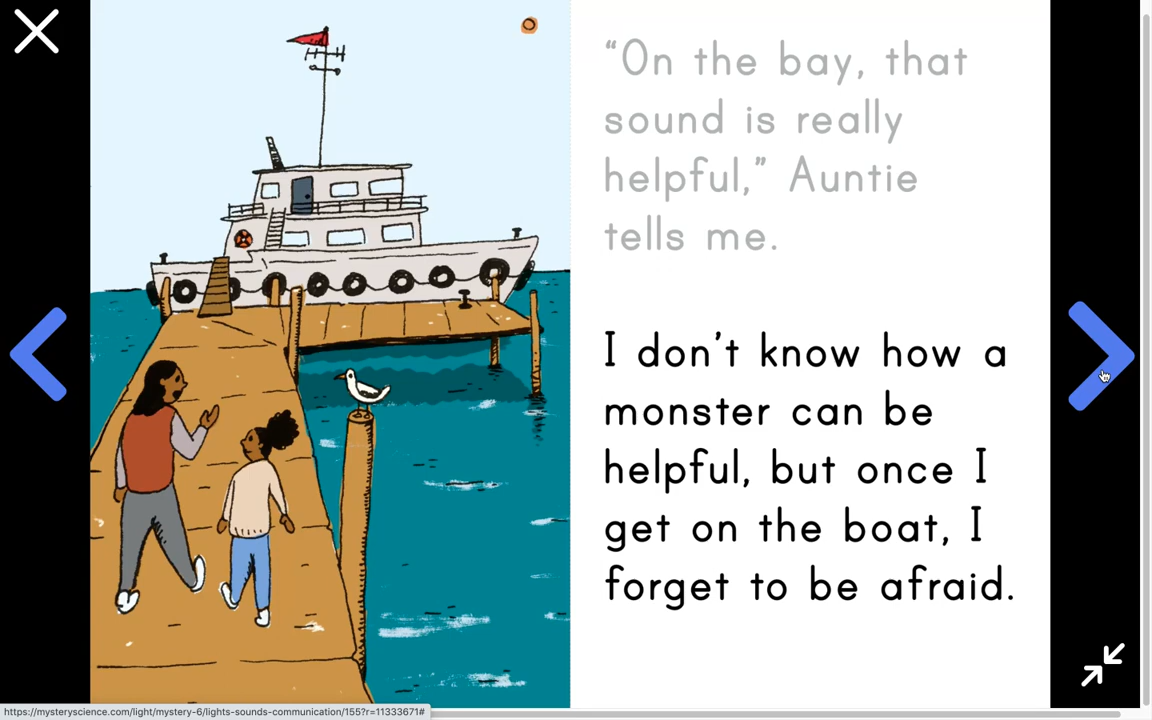 “On the bay, that
sound is really
helpful,” Auntie
tells me.
I don’t know how a
monster can be
helpful, but once I
get on the boat, I
forget to be afraid.
https://mysteryscience.com/light/mystery-6/lights-sounds-communication/155?r=11333671#